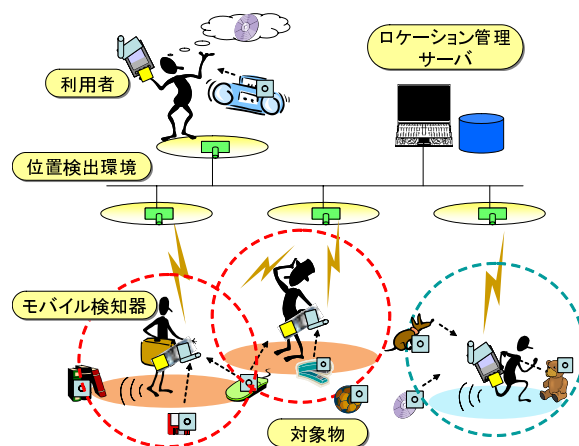 ロケーション管理
サーバ
利用者
位置検出環境
モバイル検知器
対象物